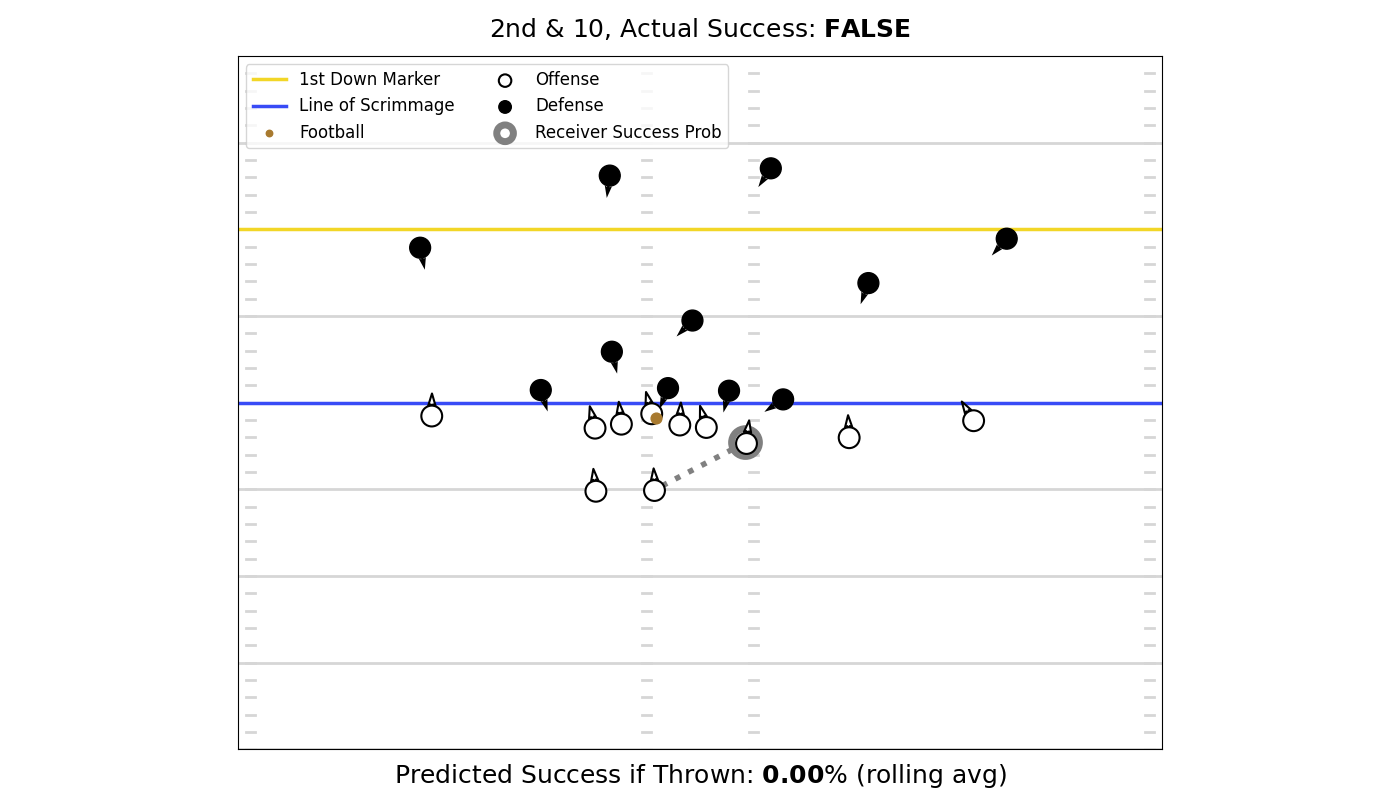 2nd & 10, Actual Success: FALSE
1st Down Marker
Line of Scrimmage
Football
Offense
Defense
Receiver Success Prob
Predicted Success if Thrown: 0.00% (rolling avg)